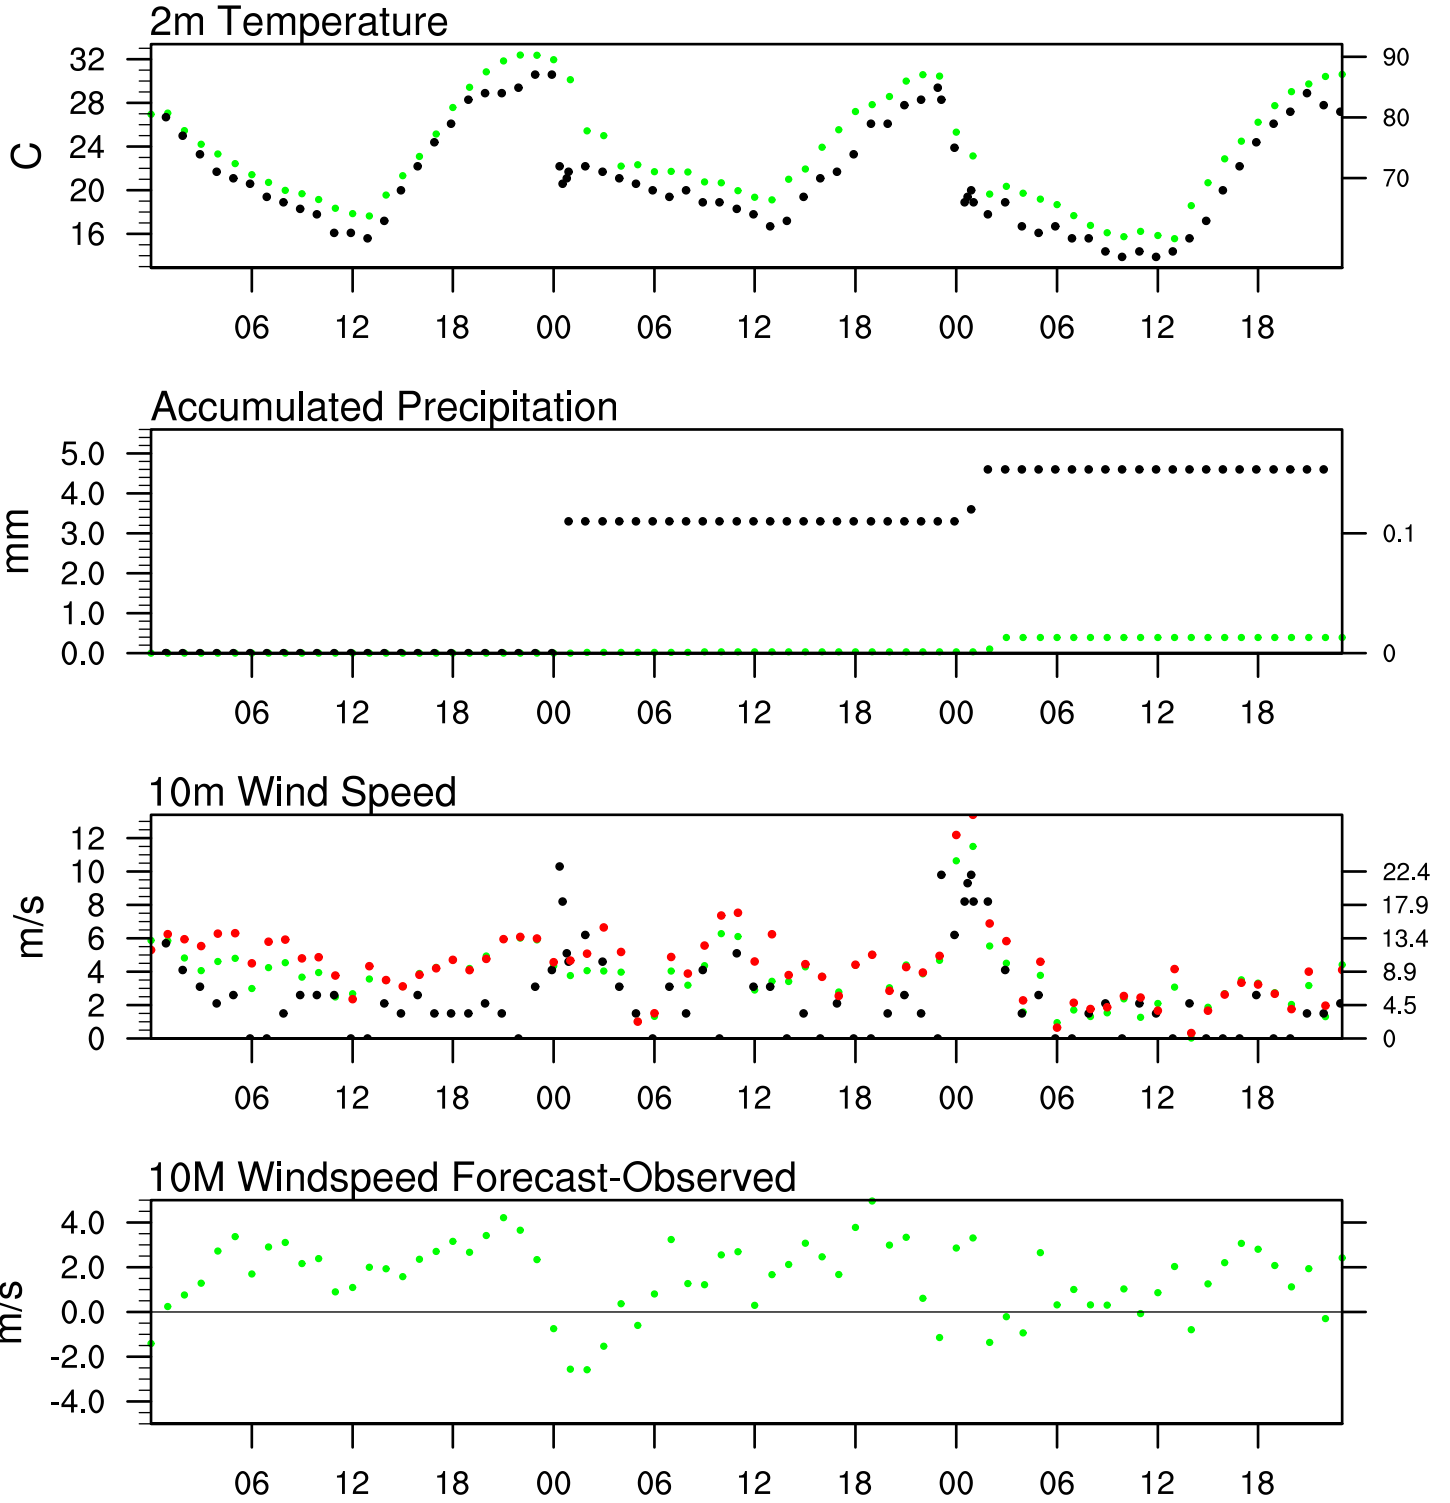 2m Temperature
32
28
24
20
16
C
90
80
70
06 12 18 00 06 12 18 00 06 12 18
Accumulated Precipitation
5.0
4.0
3.0
2.0
1.0
0.0
mm
0.1
0
06 12 18 00 06 12 18 00 06 12 18
10m Wind Speed
12
10
8
6
4
2
0
m/s
22.4
17.9
13.4
8.9
4.5
0
06 12 18 00 06 12 18 00 06 12 18
10M Windspeed Forecast-Observed
4.0
2.0
0.0
-2.0
-4.0
m/s
06 12 18 00 06 12 18 00 06 12 18